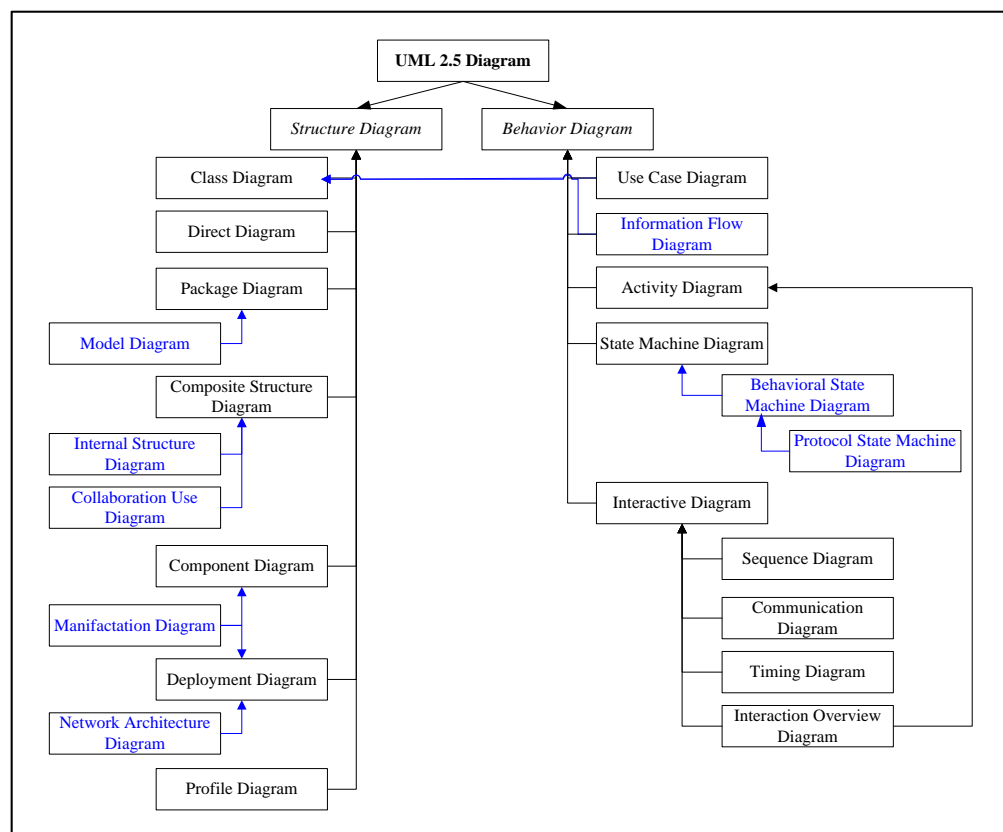 UML 2.5 Diagram
Structure Diagram
Behavior Diagram
Class Diagram
Direct Diagram
Package Diagram
Model Diagram
Composite Structure
Diagram
Internal Structure
Diagram
Collaboration Use
Diagram
Component Diagram
Manifactation Diagram
Deployment Diagram
Network Architecture
Diagram
Profile Diagram
Use Case Diagram
Information Flow
Diagram
Activity Diagram
State Machine Diagram
Behavioral State
Machine Diagram
Protocol State Machine
Diagram
Interactive Diagram
Sequence Diagram
Communication
Diagram
Timing Diagram
Interaction Overview
Diagram